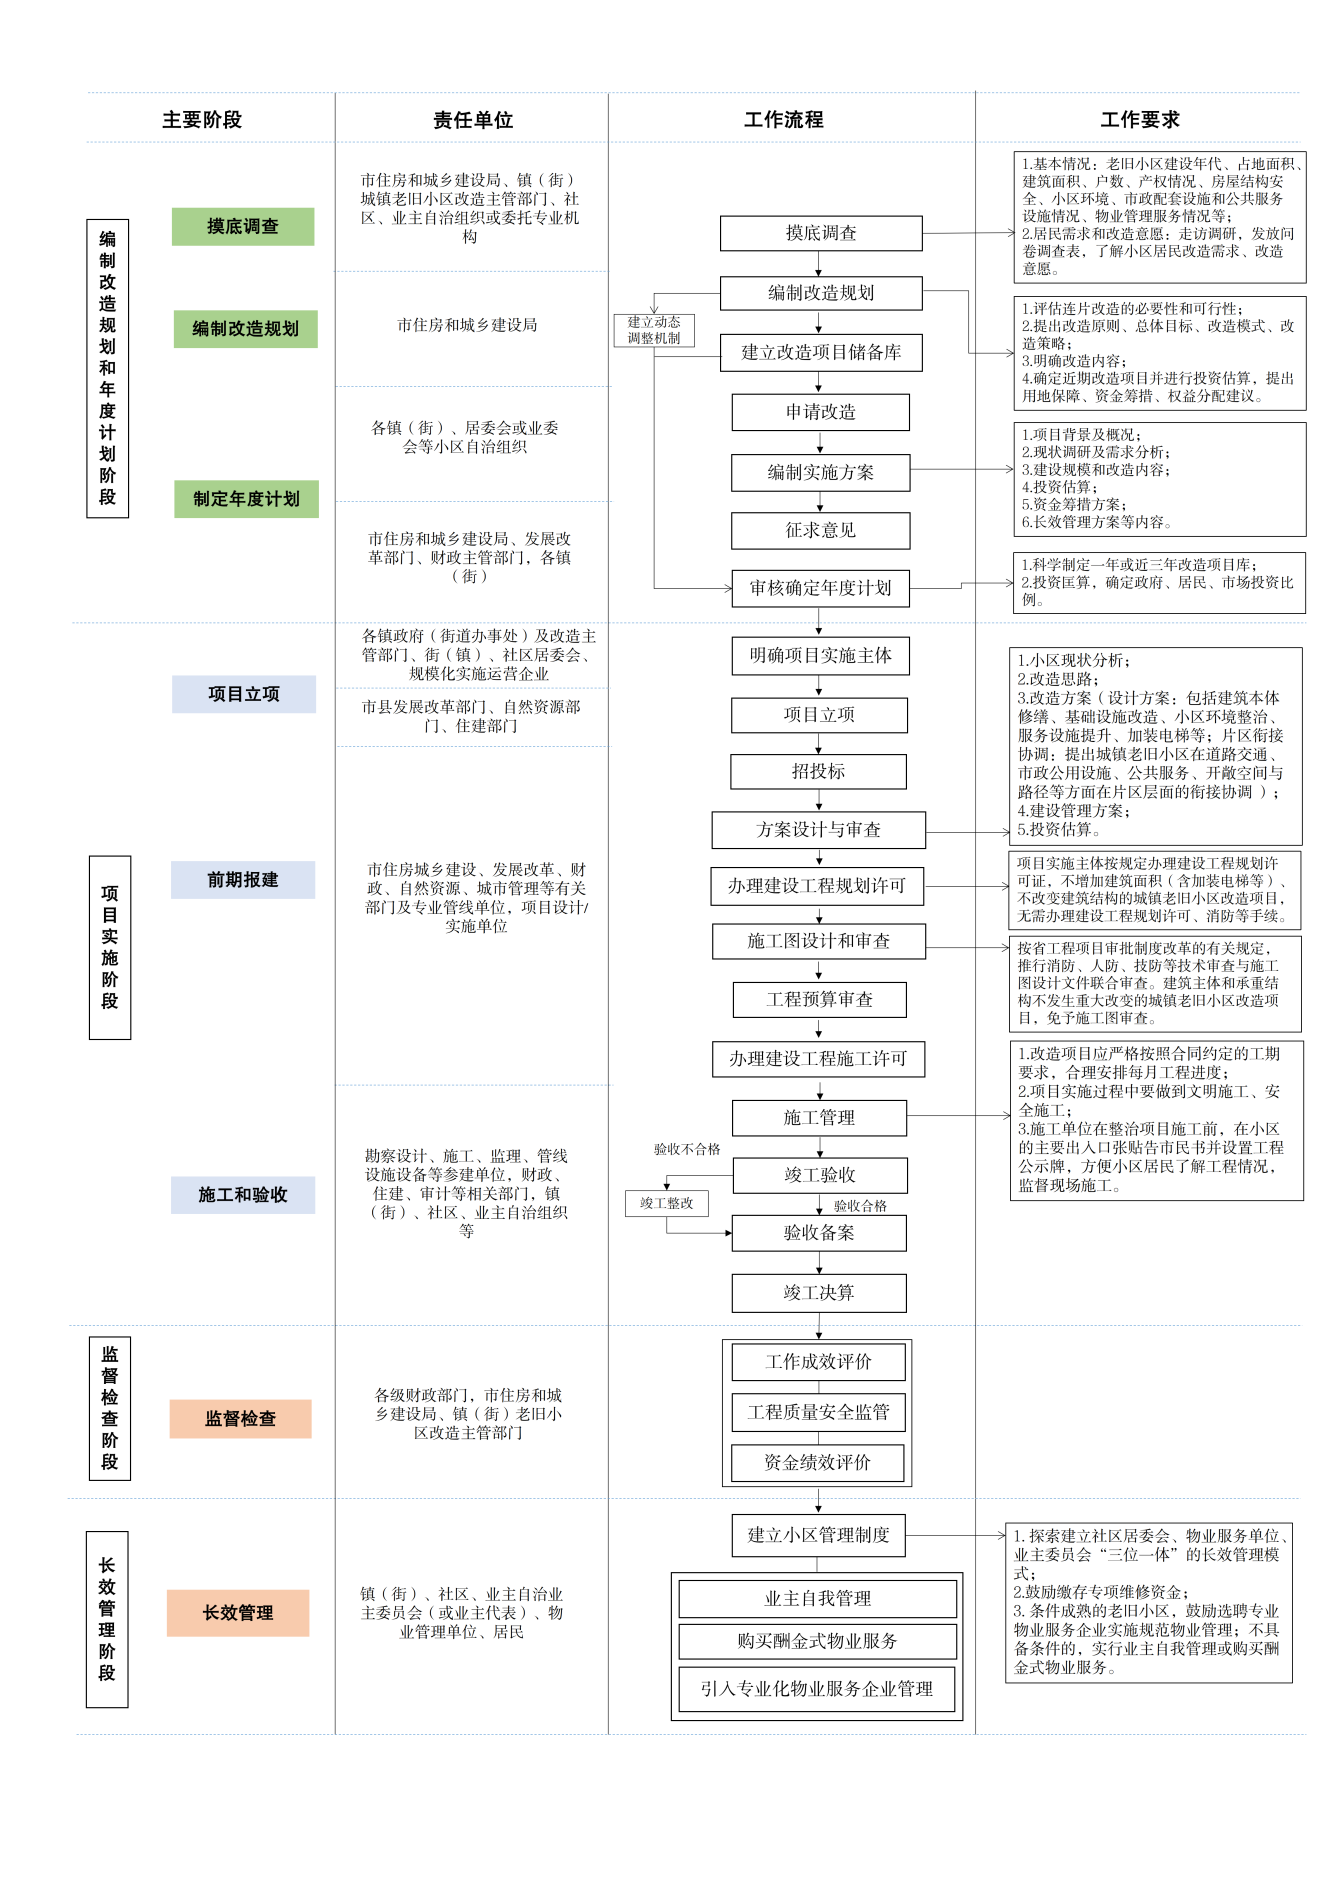 主要阶段
责任单位
工作流程
工作要求
编制改造规划和年度计划阶段
摸底调查
编制改造规划
制定年度计划
市住房和城乡建设局、镇（街）
城镇老旧小区改造主管部门、社
区、业主自治组织或委托专业机
构
市住房和城乡建设局
各镇（街）、居委会或业委
会等小区自治组织
市住房和城乡建设局、发展改
革部门、财政主管部门，各镇
（街）
摸底调查
编制改造规划
建立动态
调整机制
建立改造项目储备库
申请改造
编制实施方案
征求意见
审核确定年度计划
1.基本情况：老旧小区建设年代、占地面积、
建筑面积、户数、产权情况、房屋结构安
全、小区环境、市政配套设施和公共服务
设施情况、物业管理服务情况等；
2.居民需求和改造意愿：走访调研，发放问
卷调查表，了解小区居民改造需求、改造
意愿。
1.评估连片改造的必要性和可行性；
2.提出改造原则、总体目标、改造模式、改
造策略；
3.明确改造内容；
4.确定近期改造项目并进行投资估算，提出
用地保障、资金筹措、权益分配建议。
1.项目背景及概况；
2.现状调研及需求分析；
3.建设规模和改造内容；
4.投资估算；
5.资金筹措方案；
6.长效管理方案等内容。
1.科学制定一年或近三年改造项目库；
2.投资匡算，确定政府、居民、市场投资比
例。
项目实施阶段
项目立项
前期报建
施工和验收
各镇政府（街道办事处）及改造主
管部门、街（镇）、社区居委会、
规模化实施运营企业
市县发展改革部门、自然资源部
门、住建部门
市住房城乡建设、发展改革、财
政、自然资源、城市管理等有关
部门及专业管线单位，项目设计/
实施单位
勘察设计、施工、监理、管线
设施设备等参建单位，财政、
住建、审计等相关部门，镇
（街）、社区、业主自治组织
等
明确项目实施主体
项目立项
招投标
方案设计与审查
办理建设工程规划许可
施工图设计和审查
工程预算审查
办理建设工程施工许可
施工管理
验收不合格
竣工验收
竣工整改
验收合格
验收备案
竣工决算
1.小区现状分析；
2.改造思路；
3.改造方案（设计方案：包括建筑本体
修缮、基础设施改造、小区环境整治、
服务设施提升、加装电梯等；片区衔接
协调：提出城镇老旧小区在道路交通、
市政公用设施、公共服务、开敞空间与
路径等方面在片区层面的衔接协调 ）；
4.建设管理方案；
5.投资估算。
项目实施主体按规定办理建设工程规划许
可证，不增加建筑面积（含加装电梯等）、
不改变建筑结构的城镇老旧小区改造项目，
无需办理建设工程规划许可、消防等手续。
按省工程项目审批制度改革的有关规定，
推行消防、人防、技防等技术审查与施工
图设计文件联合审查。建筑主体和承重结
构不发生重大改变的城镇老旧小区改造项
目，免予施工图审查。
1.改造项目应严格按照合同约定的工期
要求，合理安排每月工程进度；
2.项目实施过程中要做到文明施工、安
全施工；
3.施工单位在整治项目施工前，在小区
的主要出入口张贴告市民书并设置工程
公示牌，方便小区居民了解工程情况，
监督现场施工。
监督检查阶段
监督检查
各级财政部门，市住房和城
乡建设局、镇（街）老旧小
区改造主管部门
工作成效评价
工程质量安全监管
资金绩效评价
长效管理阶段
长效管理
镇（街）、社区、业主自治业
主委员会（或业主代表）、物
业管理单位、居民
建立小区管理制度
业主自我管理
购买酬金式物业服务
引入专业化物业服务企业管理
1. 探索建立社区居委会、物业服务单位、
业主委员会“三位一体”的长效管理模
式；
2.鼓励缴存专项维修资金；
3. 条件成熟的老旧小区，鼓励选聘专业
物业服务企业实施规范物业管理；不具
备条件的，实行业主自我管理或购买酬
金式物业服务。